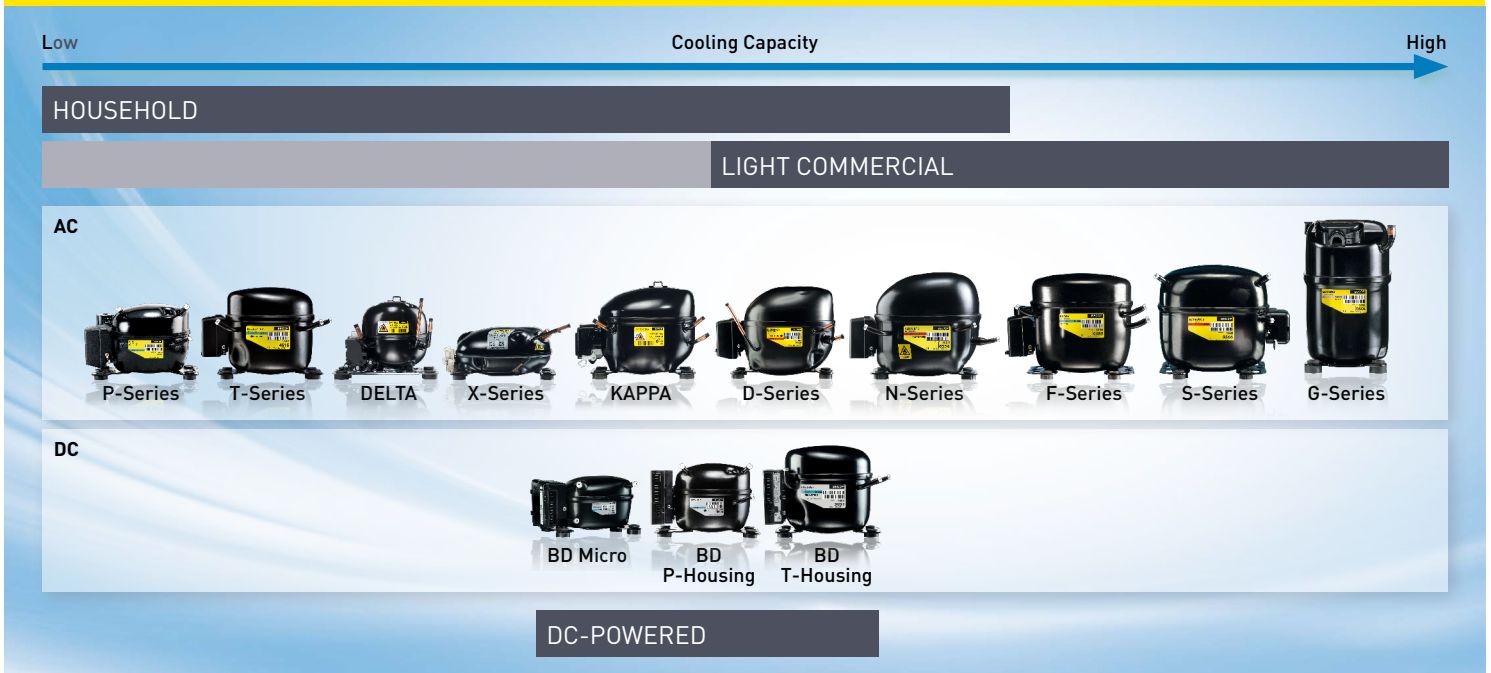 Low
Cooling Capacity
High
HOUSEHOLD
LIGHT COMMERCIAL
AC
P-Series
T-Series
DELTA
X-Series
KAPPA
D-Series
N-Series
F-Series
S-Series
G-Series
DC
BD Micro
BD
P-Housing
BD
T-Housing
DC-POWERED